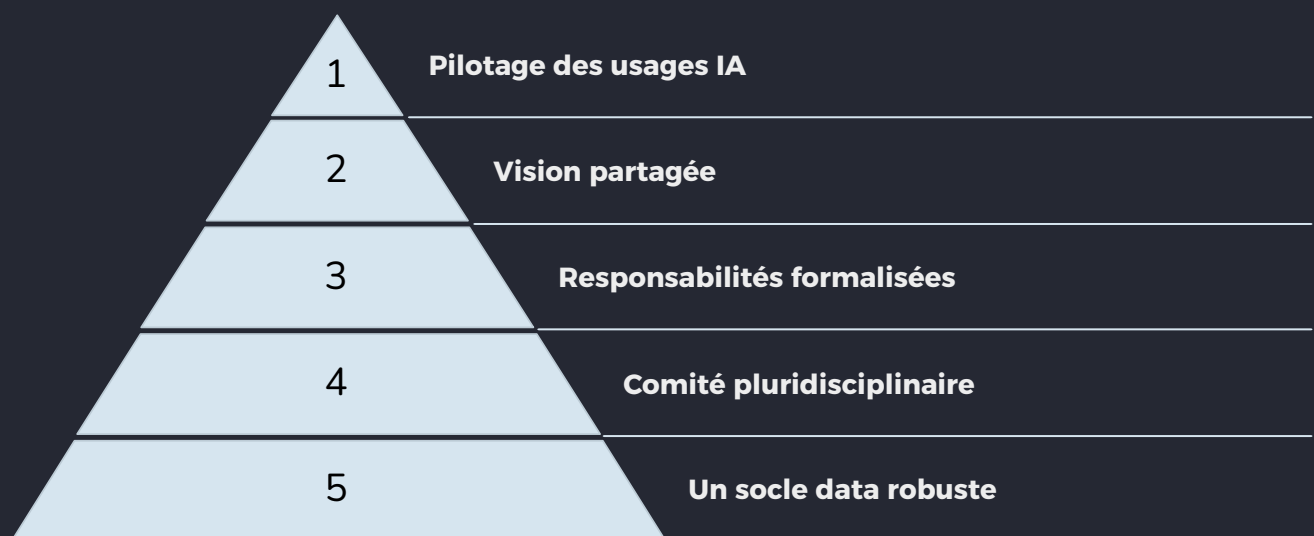 1
Pilotage des usages IA
2
Vision partagée
3
Responsabilités formalisées
4
Comité pluridisciplinaire
5
Un socle data robuste